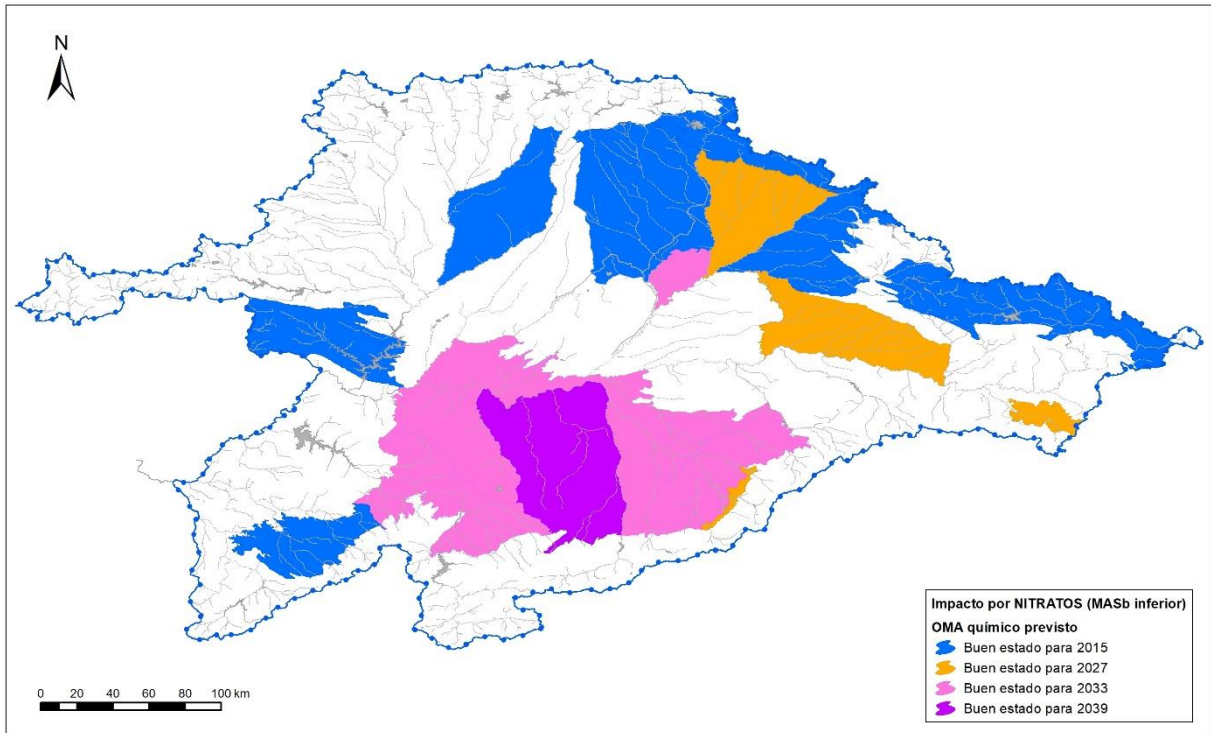 N
Impacto por NITRATOS (MASb inferior)
OMA químico previsto
Buen estado para 2015
Buen estado para 2027
Buen estado para 2033
Buen estado para 2039
0 20 40 60 80 100 km